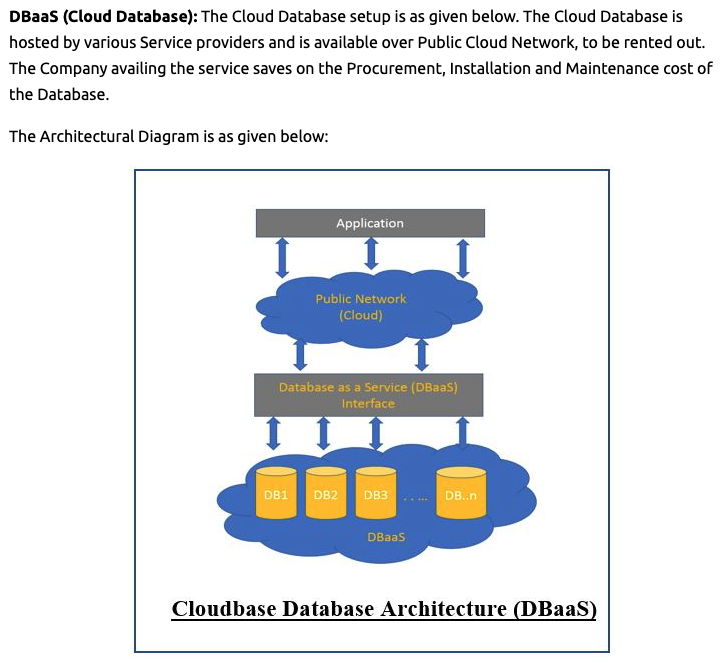 DBaaS (Cloud Database): The Cloud Database setup is as given below. The Cloud Database is
hosted by various Service providers and is available over Public Cloud Network, to be rented out.
The Company availing the service saves on the Procurement, Installation and Maintenance cost of
the Database.
The Architectural Diagram is as given below:
Application
Public Network
(Cloud)
Database as a Service (DBaaS)
Interface
DB1 DB2 DB3 . . ... DB..n
DBaaS
Cloudbase Database Architecture (DBaaS)